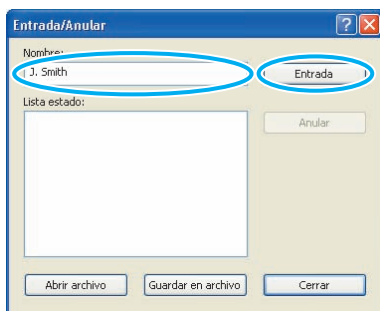 Entrada/Anular
Nombre:
J. Smith
Entrada
Lista estado:
Anular
Abrir archivo
Guardar en archivo
Cerrar